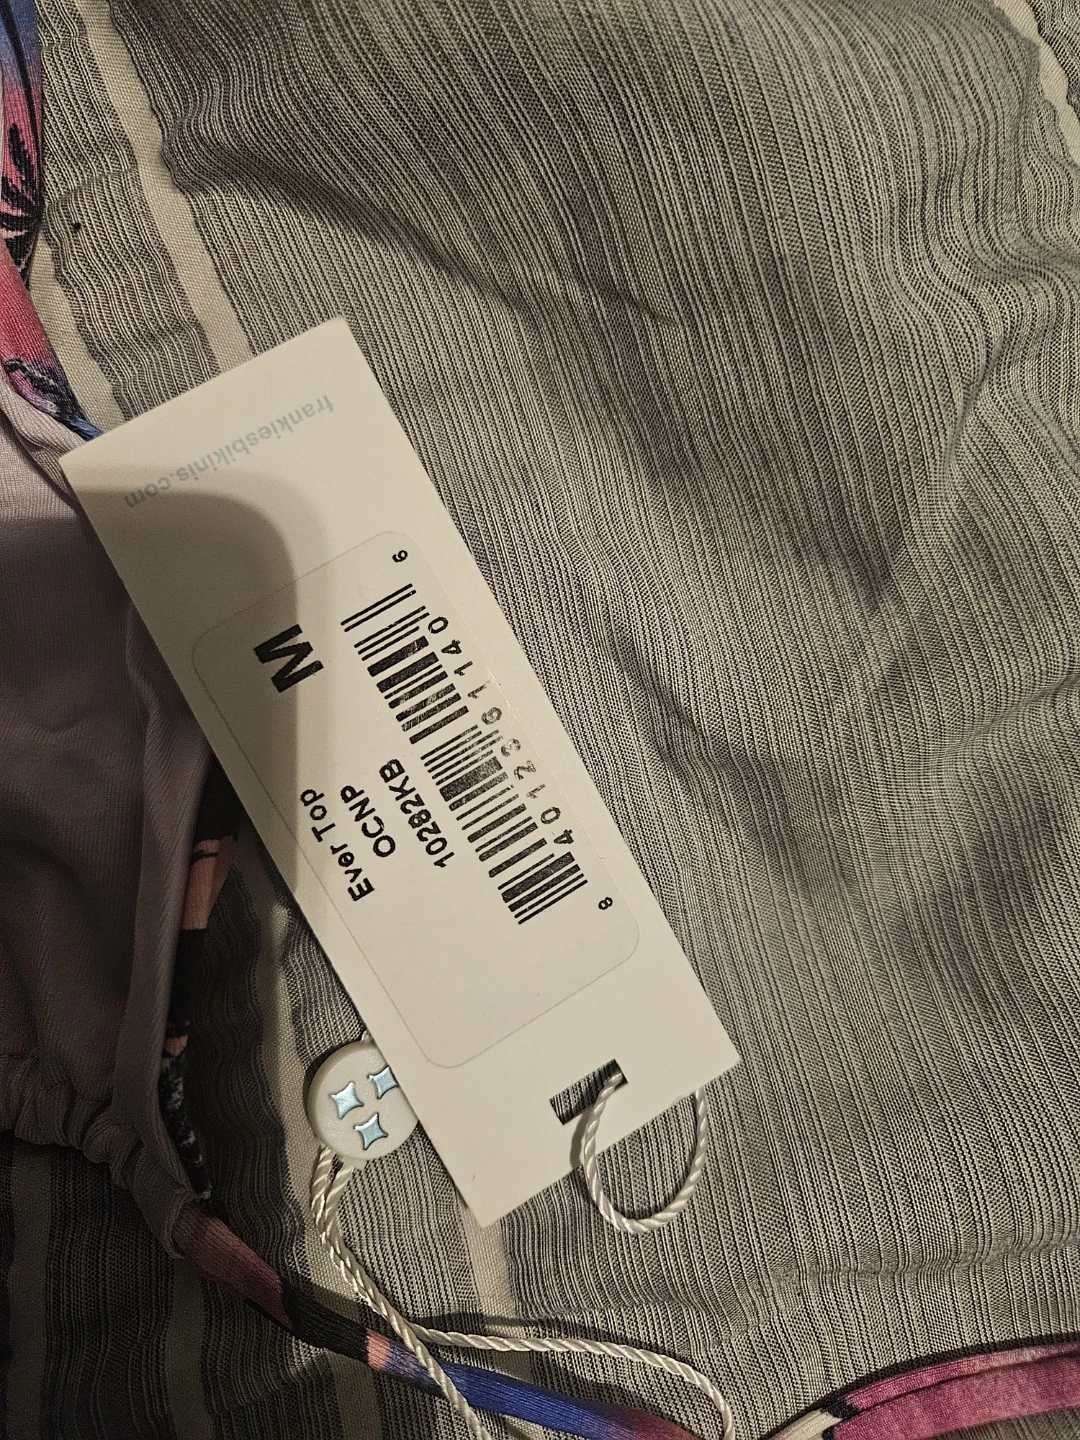 frankiesbikinis.com
M
Ever Top
OCNP
10282KB
8 40123 61140 6